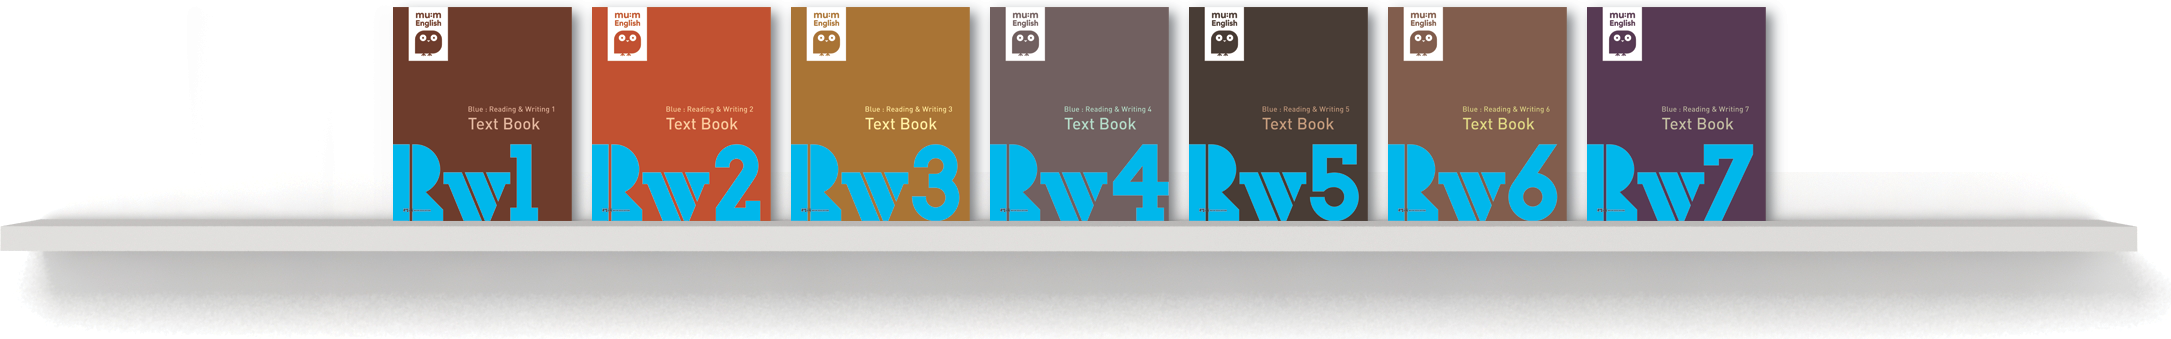 mu:m
English
Blue : Reading & Writing 1
Text Book
Rw1
mu:m
English
Blue : Reading & Writing 2
Text Book
Rw2
mu:m
English
Blue : Reading & Writing 3
Text Book
Rw3
mu:m
English
Blue : Reading & Writing 4
Text Book
Rw4
mu:m
English
Blue : Reading & Writing 5
Text Book
Rw5
mu:m
English
Blue : Reading & Writing 6
Text Book
Rw6
mu:m
English
Blue : Reading & Writing 7
Text Book
Rw7